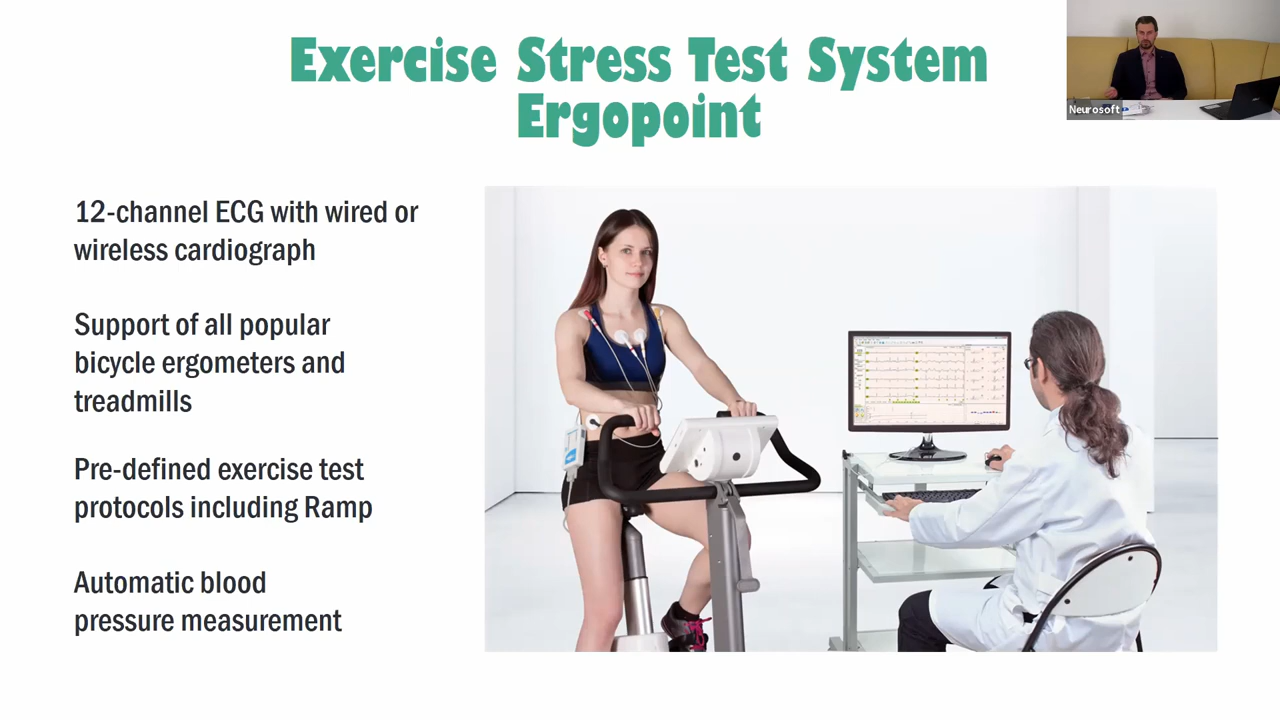 Exercise Stress Test System
Ergopoint
Neurosoft
12-channel ECG with wired or
wireless cardiograph
Support of all popular
bicycle ergometers and
treadmills
Pre-defined exercise test
protocols including Ramp
Automatic blood
pressure measurement